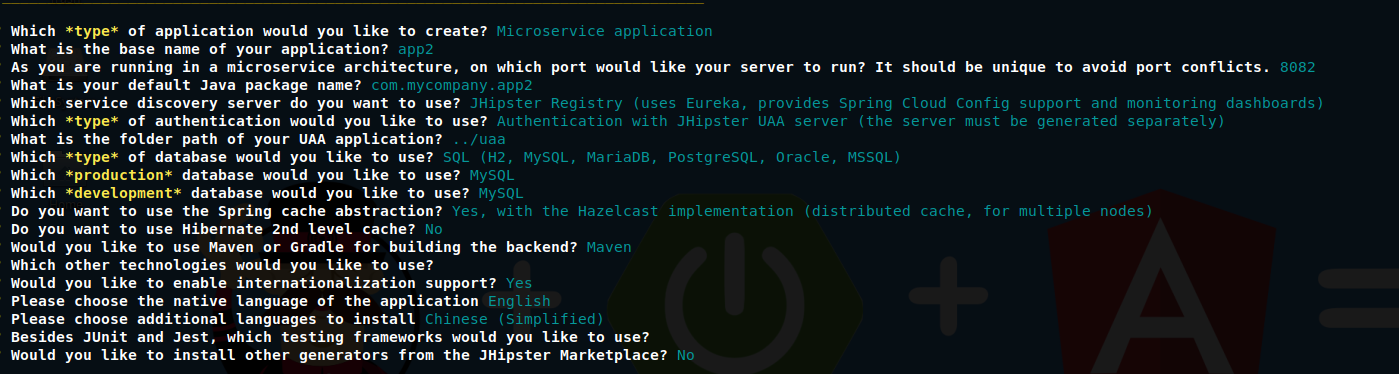 Which *type* of application would you like to create? Microservice application
What is the base name of your application? app2
As you are running in a microservice architecture, on which port would like your server to run? It should be unique to avoid port conflicts. 8082
What is your default Java package name? com.mycompany.app2
Which service discovery server do you want to use? JHipster Registry (uses Eureka, provides Spring Cloud Config support and monitoring dashboards)
Which *type* of authentication would you like to use? Authentication with JHipster UAA server (the server must be generated separately)
What is the folder path of your UAA application? ../uaa
Which *type* of database would you like to use? SQL (H2, MySQL, MariaDB, PostgreSQL, Oracle, MSSQL)
Which *production* database would you like to use? MySQL
Which *development* database would you like to use? MySQL
Do you want to use the Spring cache abstraction? Yes, with the Hazelcast implementation (distributed cache, for multiple nodes)
Do you want to use Hibernate 2nd level cache? No
Would you like to use Maven or Gradle for building the backend? Maven
Which other technologies would you like to use?
Would you like to enable internationalization support? Yes
Please choose the native language of the application English
Please choose additional languages to install Chinese (Simplified)
Besides JUnit and Jest, which testing frameworks would you like to use?
Would you like to install other generators from the JHipster Marketplace? No